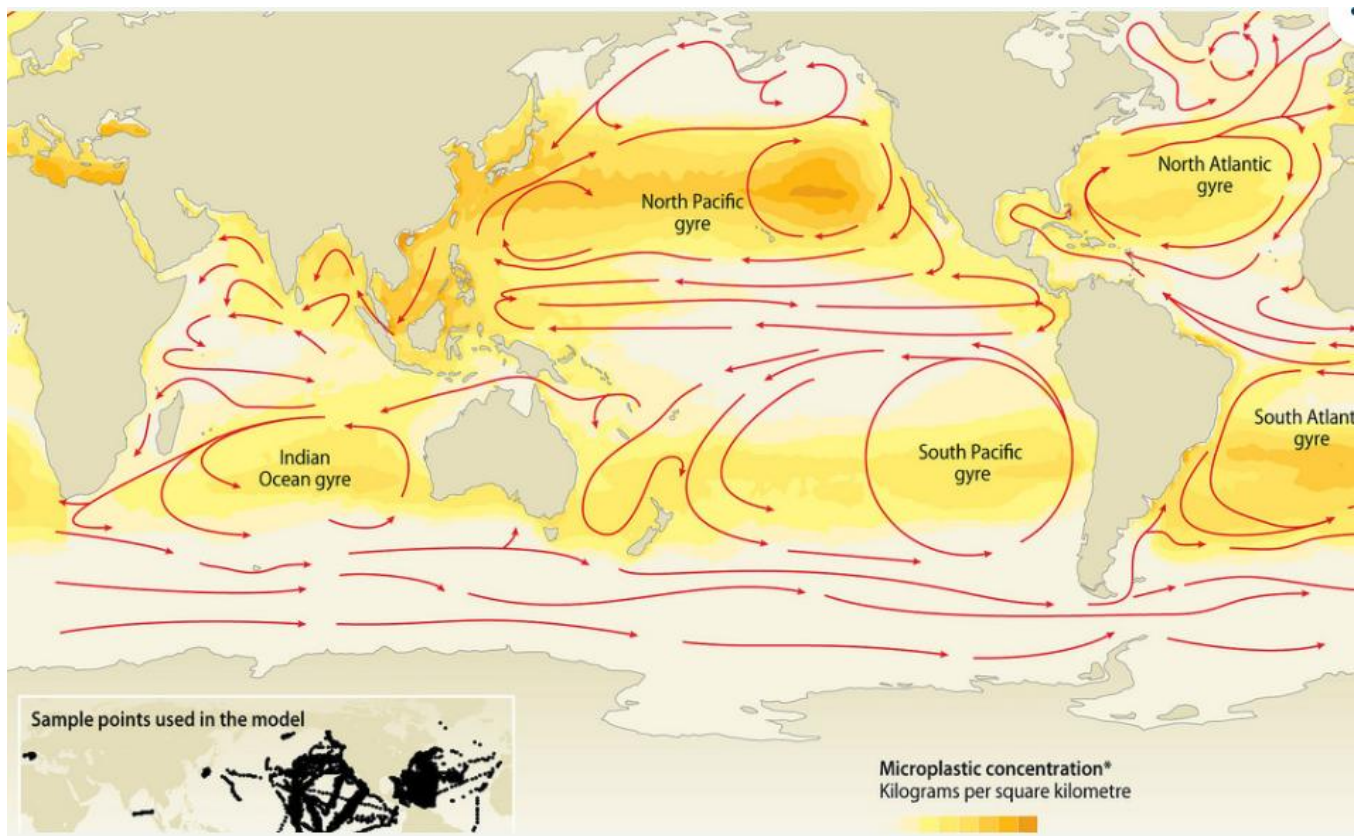 North Pacific
gyre
North Atlantic
gyre
Indian
Ocean gyre
South Pacific
gyre
South Atlant
gyre
Sample points used in the model
Microplastic concentration*
Kilograms per square kilometre